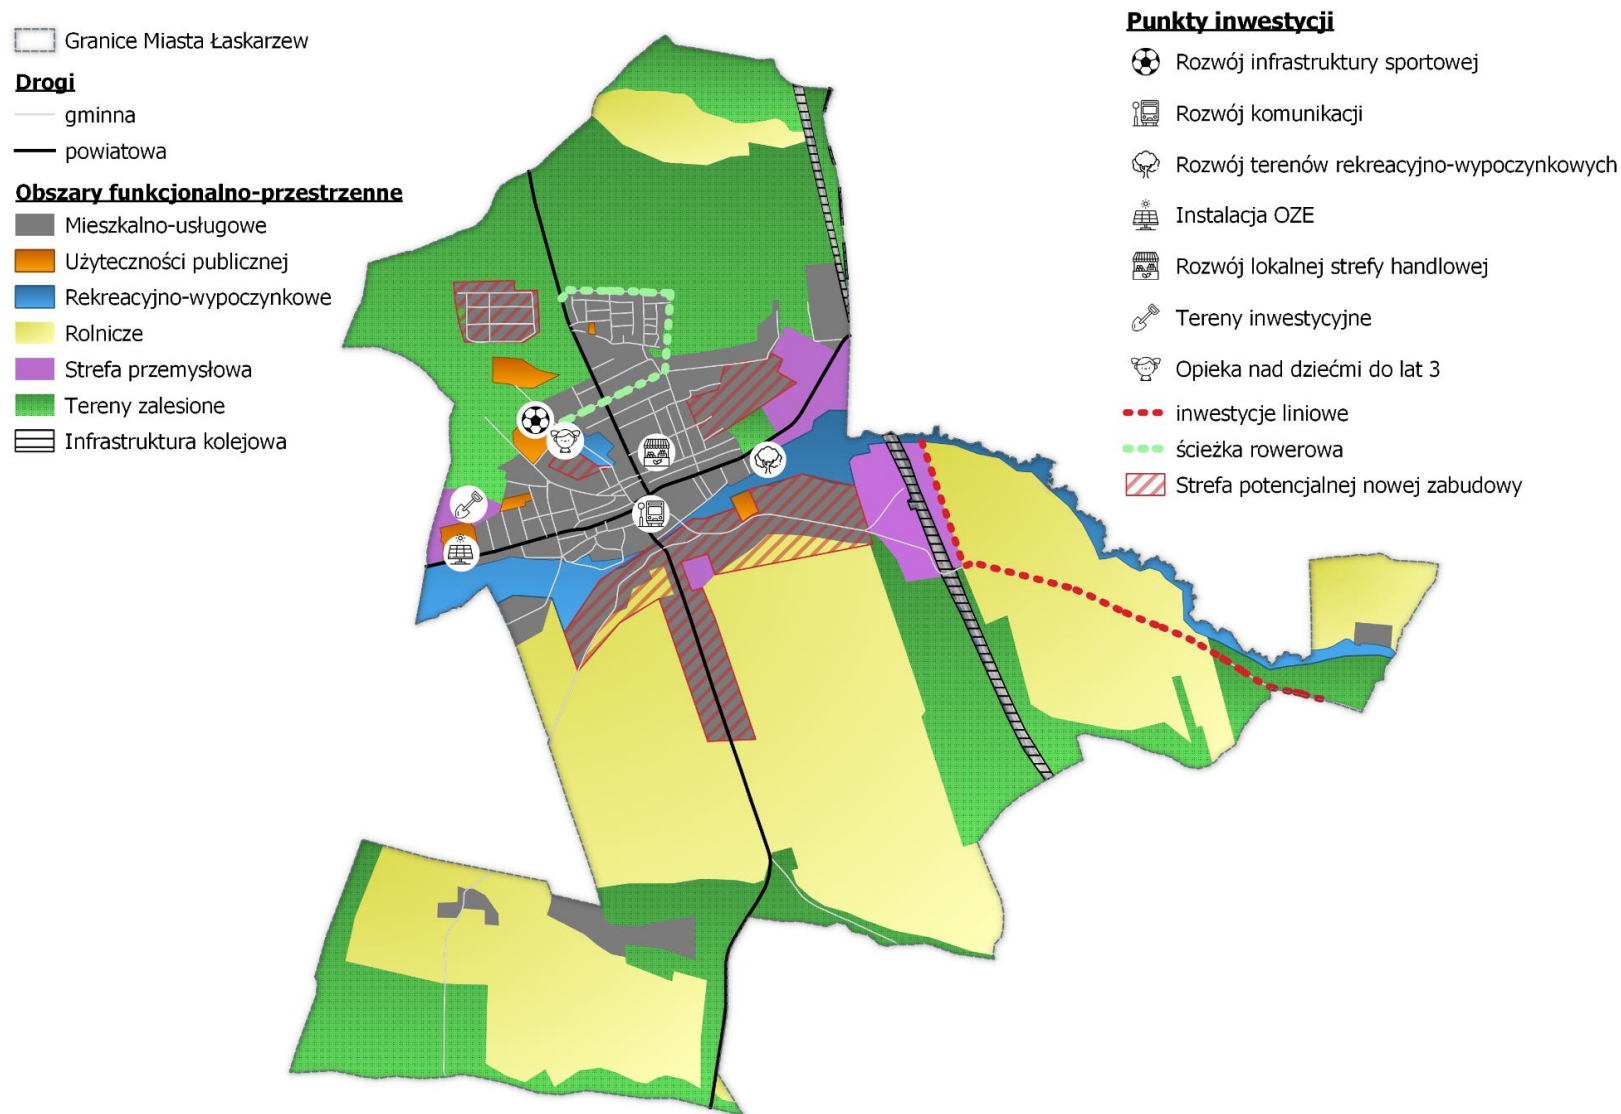 Granice Miasta Łaskarzew
Drogi
gminna
powiatowa
Obszary funkcjonalno-przestrzenne
Mieszkalno-usługowe
Użyteczności publicznej
Rekreacyjno-wypoczynkowe
Rolnicze
Strefa przemysłowa
Tereny zalesione
Infrastruktura kolejowa
Punkty inwestycji
Rozwój infrastruktury sportowej
Rozwój komunikacji
Rozwój terenów rekreacyjno-wypoczynkowych
Instalacja OZE
Rozwój lokalnej strefy handlowej
Tereny inwestycyjne
Opieka nad dziećmi do lat 3
inwestycje liniowe
ścieżka rowerowa
Strefa potencjalnej nowej zabudowy